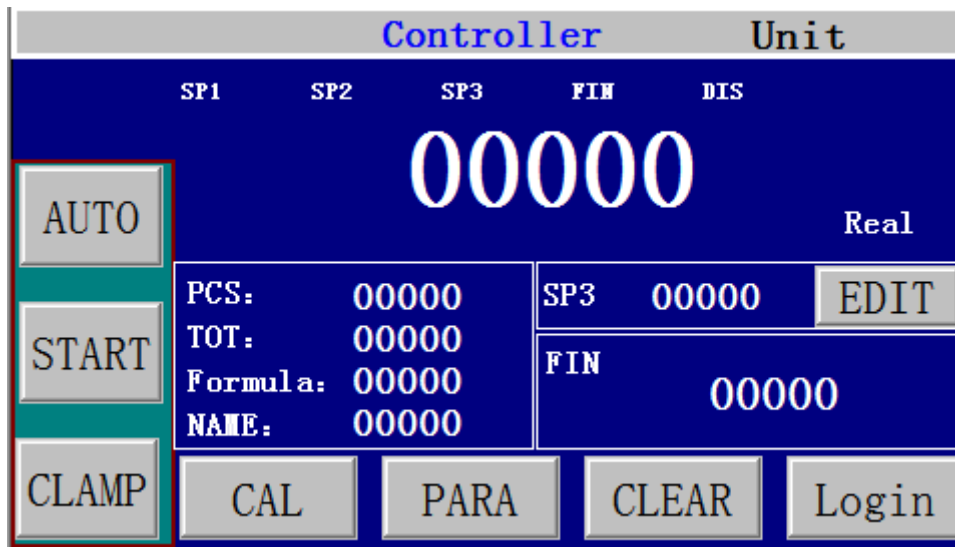 Controller Unit
SP1 SP2 SP3 FIN DIS
00000
Real
AUTO
START
CLAMP
PCS: 00000
TOT: 00000
Formula: 00000
NAME: 00000
SP3 00000 EDIT
FIN
00000
CAL PARA CLEAR Login